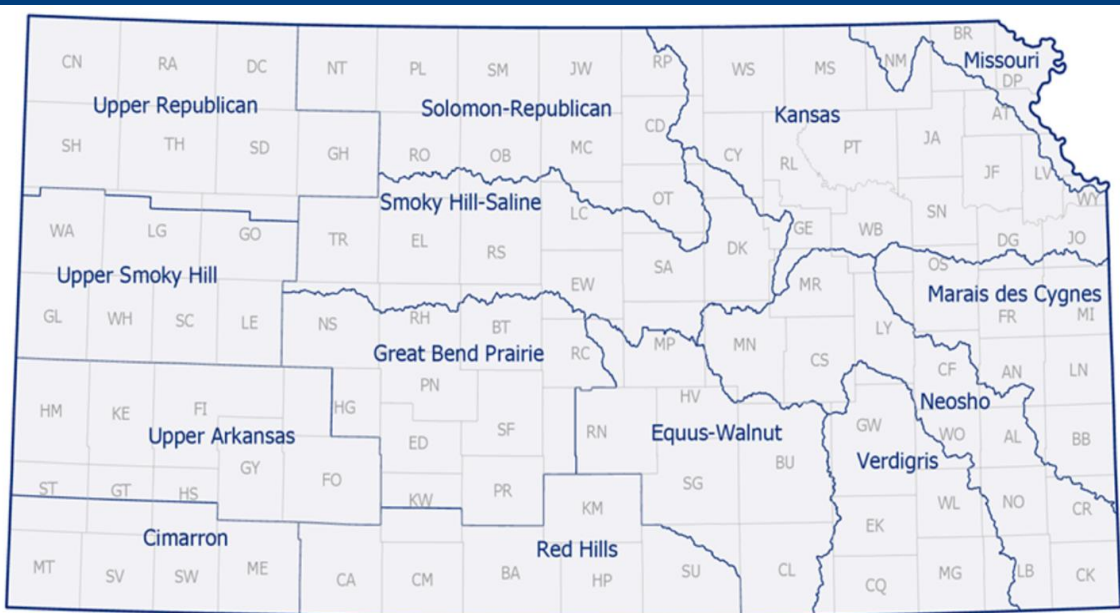 BR
CN RA DC NT PL SM JW RP WS MS NM Missouri
DP
Upper Republican Solomon-Republican Kansas AT
CD
SH TH SD GH RO OB MC CY RL PT JA JF LV
WY
Smoky Hill-Saline OT
LC SN
WA LG GO TR EL RS DK GE WB DG JO
OS
Upper Smoky Hill EW SA MR Marais des Cygnes
GL WH SC LE NS RH BT LY FR MI
Great Bend Prairie RC MP MN CS
PN CF AN LN
HM KE FI HG HV Neosho
Upper Arkansas ED SF RN Equus-Walnut GW WO AL BB
GY FO BU Verdigris
ST GT HS KW PR SG WL NO CR
KM EK
Cimarron Red Hills
MT SV SW ME CA CM BA HP SU CL CQ MG LB CK